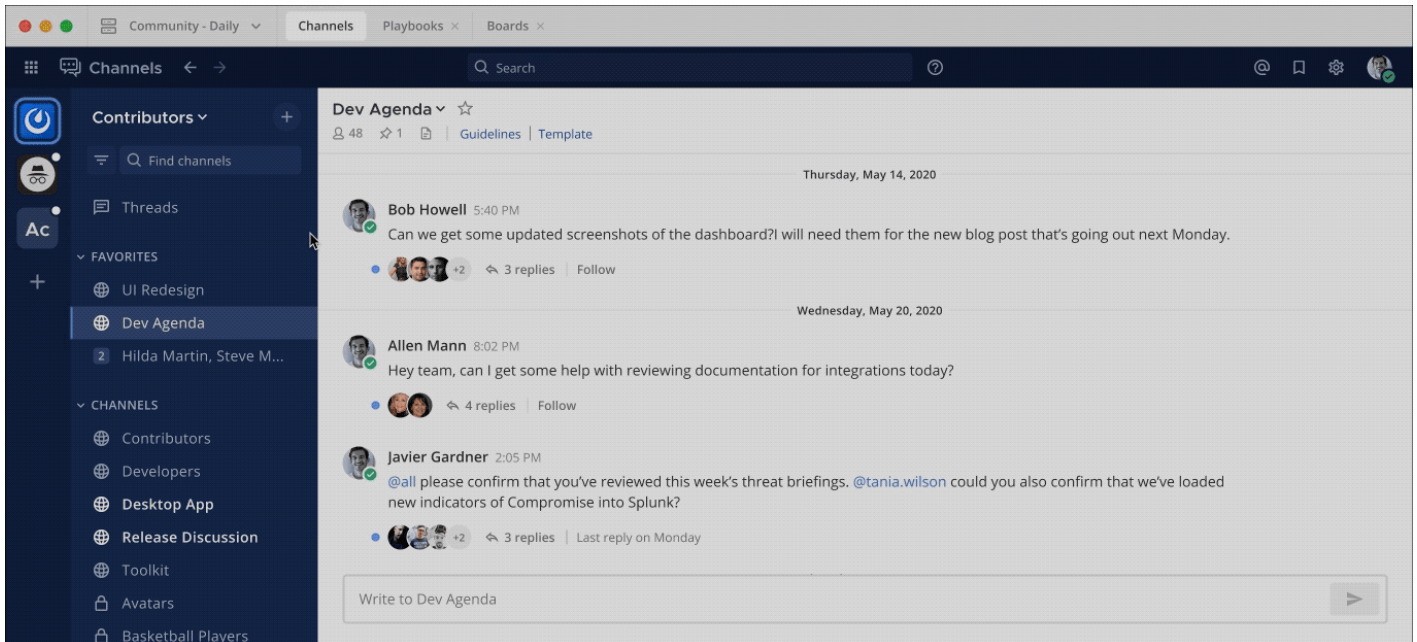 Community - Daily
Channels
Playbooks
Boards
Channels
Search
Contributors
Find channels
Threads
Ac
FAVORITES
UI Redesign
Dev Agenda
2 Hilda Martin, Steve M...
CHANNELS
Contributors
Developers
Desktop App
Release Discussion
Toolkit
Avatars
Basketball Players
Dev Agenda
48 1 Guidelines Template
Thursday, May 14, 2020
Bob Howell 5:40 PM
Can we get some updated screenshots of the dashboard?I will need them for the new blog post that's going out next Monday.
+2 3 replies Follow
Wednesday, May 20, 2020
Allen Mann 8:02 PM
Hey team, can I get some help with reviewing documentation for integrations today?
4 replies Follow
Javier Gardner 2:05 PM
@all please confirm that you've reviewed this week's threat briefings. @tania.wilson could you also confirm that we've loaded
new indicators of Compromise into Splunk?
+2 3 replies Last reply on Monday
Write to Dev Agenda